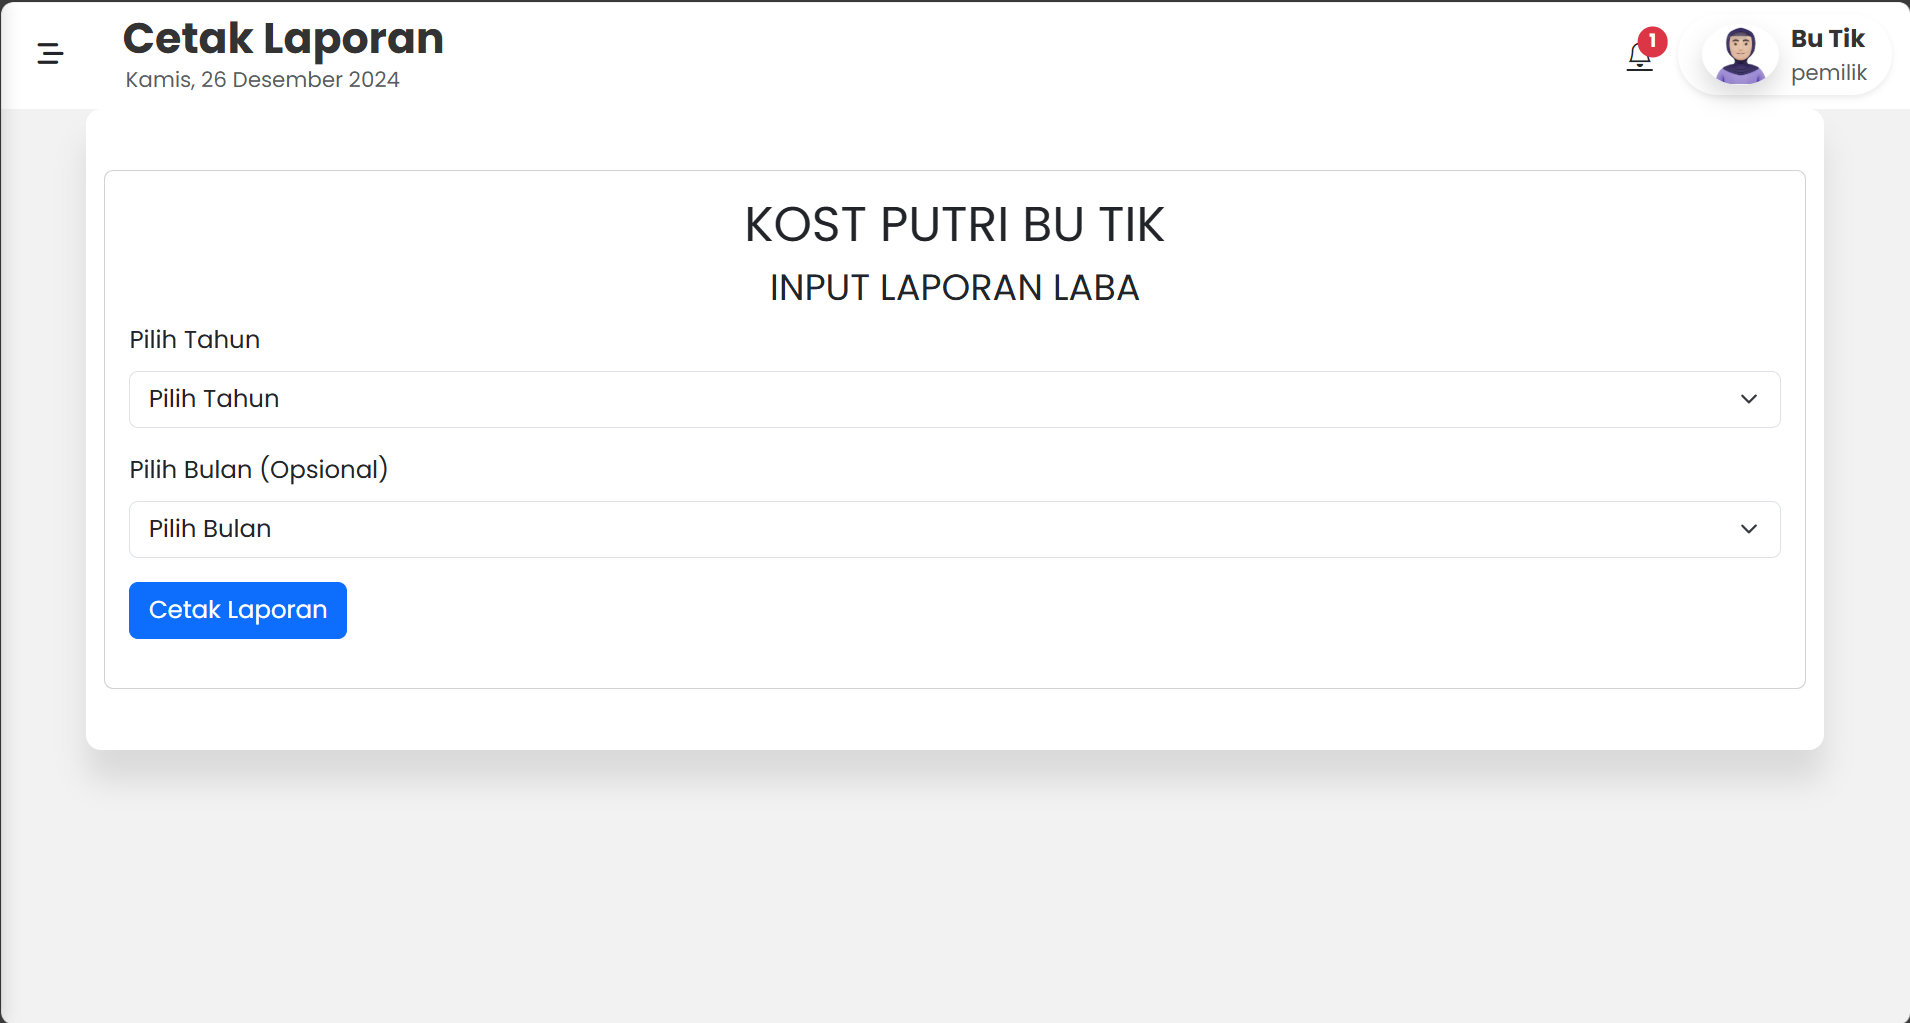 Cetak Laporan
Kamis, 26 Desember 2024
1
Bu Tik
pemilik
KOST PUTRI BU TIK
INPUT LAPORAN LABA
Pilih Tahun
Pilih Tahun
Pilih Bulan (Opsional)
Pilih Bulan
Cetak Laporan